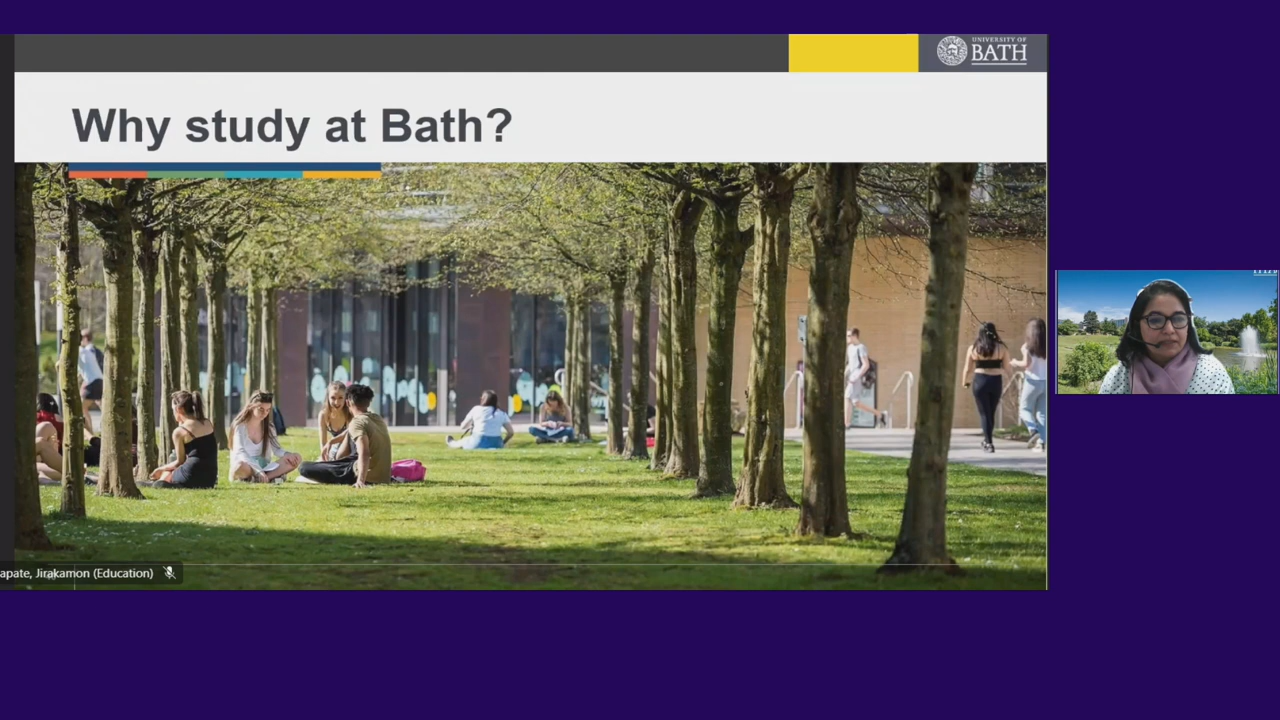 UNIVERSITY OF
BATH
Why study at Bath?
apate, Jirakamon (Education)